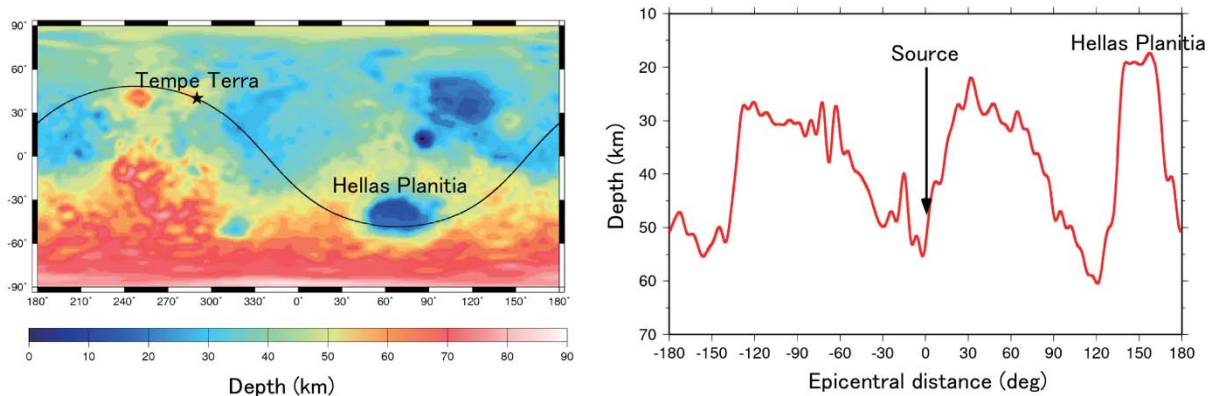 90°
60°
30°
0°
-30°
-60°
-90°
Tempe Terra
Hellas Planitia
180° 210° 240° 270° 300° 330° 0° 30° 60° 90° 120° 150° 180°
0 10 20 30 40 50 60 70 80 90
Depth (km)
10
20
30
40
50
60
70
Depth (km)
Source
Hellas Planitia
-180 -150 -120 -90 -60 -30 0 30 60 90 120 150 180
Epicentral distance (deg)